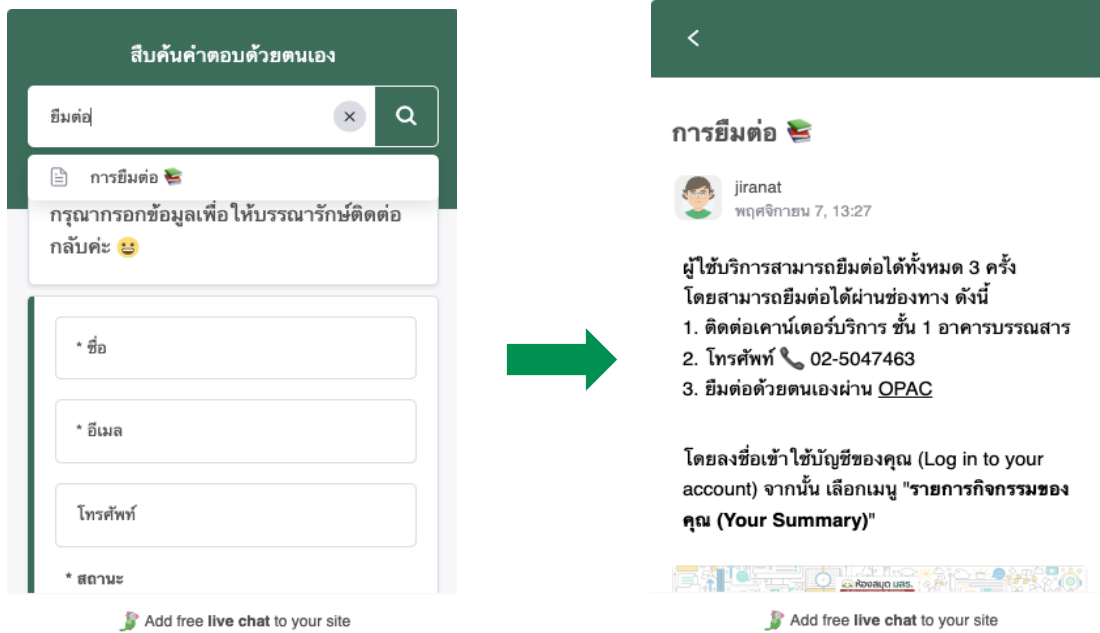 สืบค้นคำตอบด้วยตนเอง
ยืมต่อ
การยืมต่อ
กรุณากรอกข้อมูลเพื่อให้บรรณารักษ์ติดต่อ
กลับค่ะ
* ชื่อ
* อีเมล
โทรศัพท์
* สถานะ
Add free live chat to your site
การยืมต่อ
jiranat
พฤศจิกายน 7, 13:27
ผู้ใช้บริการสามารถยืมต่อได้ทั้งหมด 3 ครั้ง
โดยสามารถยืมต่อได้ผ่านช่องทาง ดังนี้
1. ติดต่อเคาน์เตอร์บริการ ชั้น 1 อาคารบรรณสาร
2. โทรศัพท์ 📞 02-5047463
3. ยืมต่อด้วยตนเองผ่าน OPAC
โดยลงชื่อเข้าใช้บัญชีของคุณ (Log in to your
account) จากนั้น เลือกเมนู "รายการกิจกรรมของ
คุณ (Your Summary)"
ห้องสมุด มสธ.
Add free live chat to your site